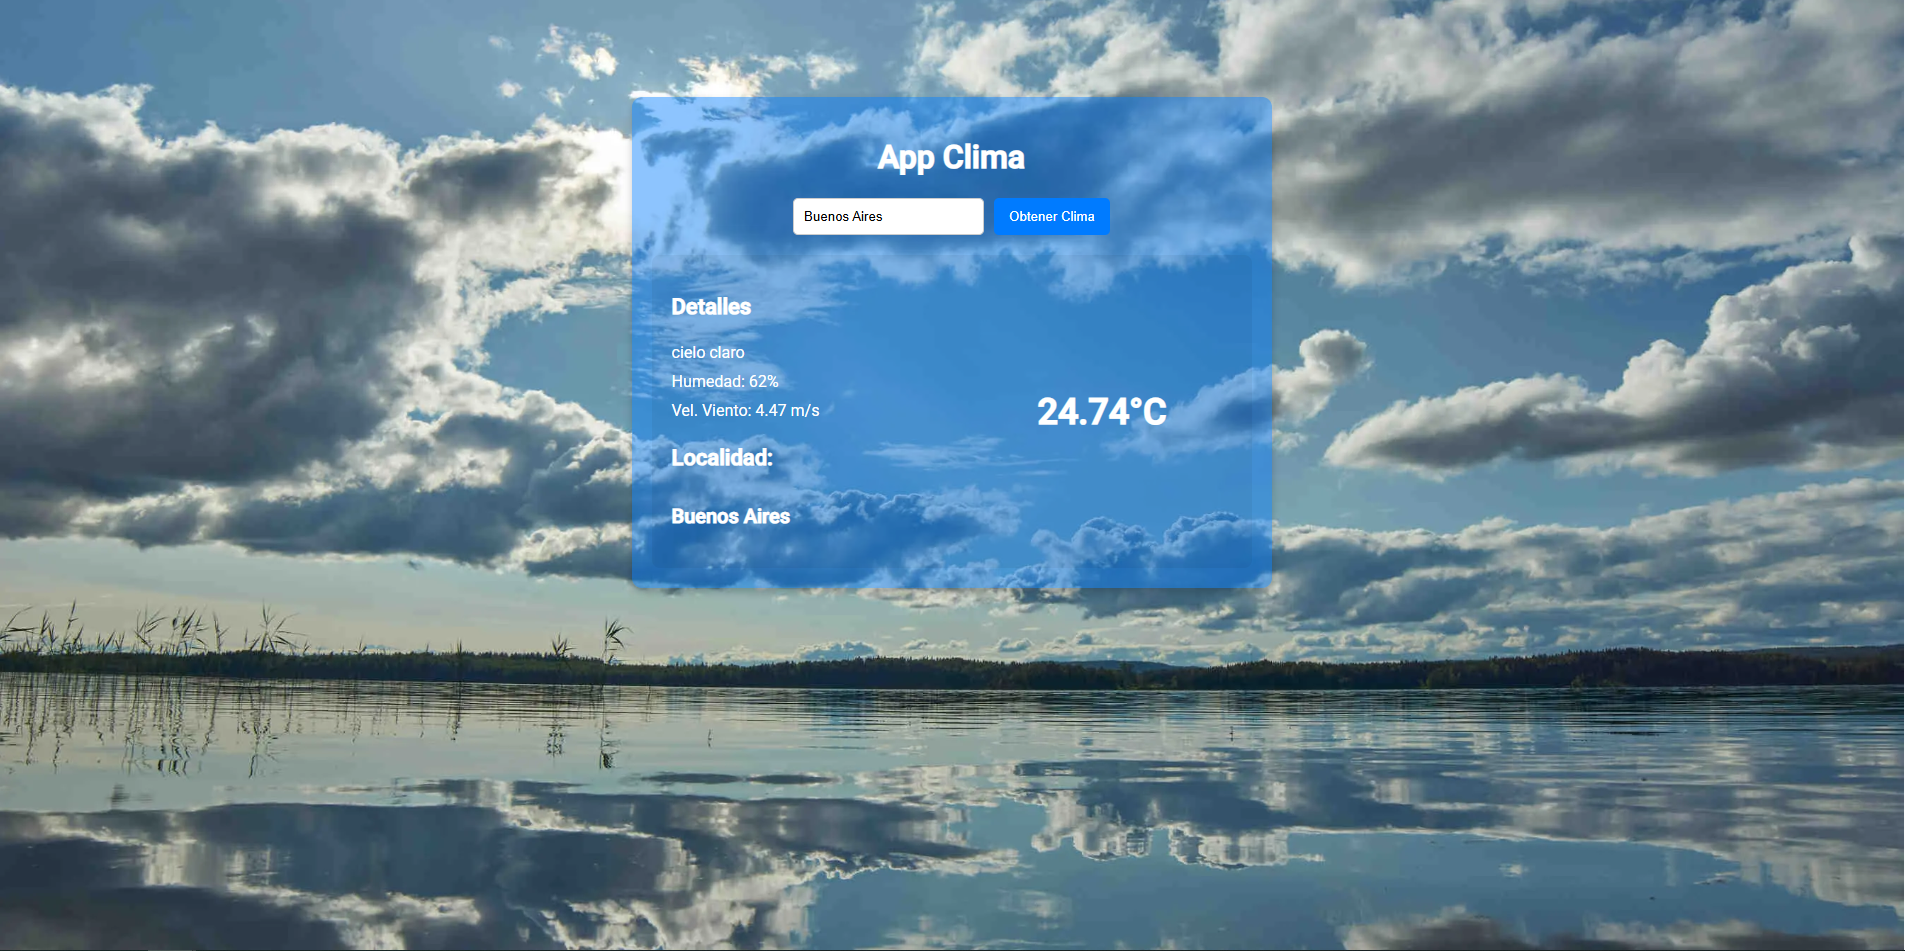 App Clima
Buenos Aires
Obtener Clima
Detalles
cielo claro
Humedad: 62%
Vel. Viento: 4.47 m/s
24.74°C
Localidad:
Buenos Aires